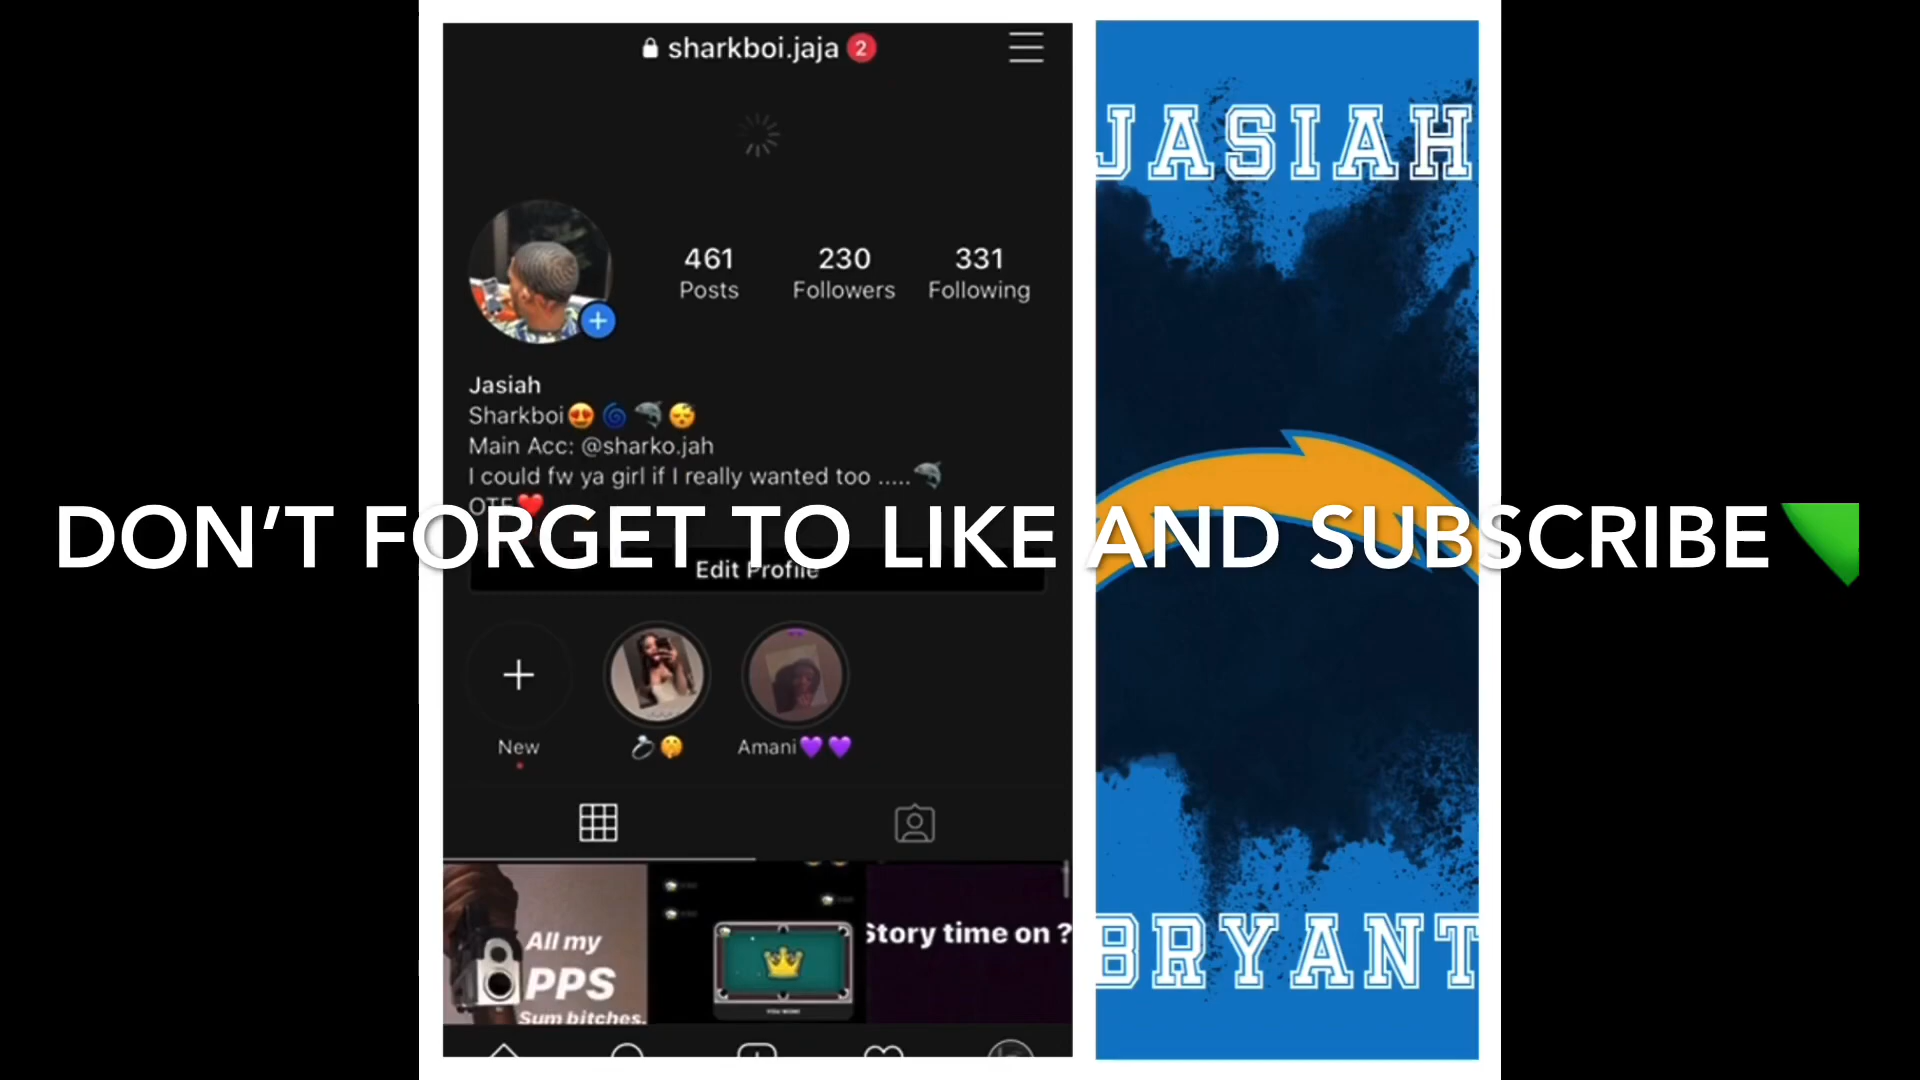 sharkboi.jaja 2
461 230 331
Posts Followers Following
Jasiah
Sharkboi
Main Acc: @sharko.jah
I could fw ya girl if I really wanted too .....
OTF
DON’T FORGET TO LIKE AND SUBSCRIBE
Edit Profile
New Amani
All my
PPS
Sum bitches.
Story time on ?
JASIAH
BRYANT